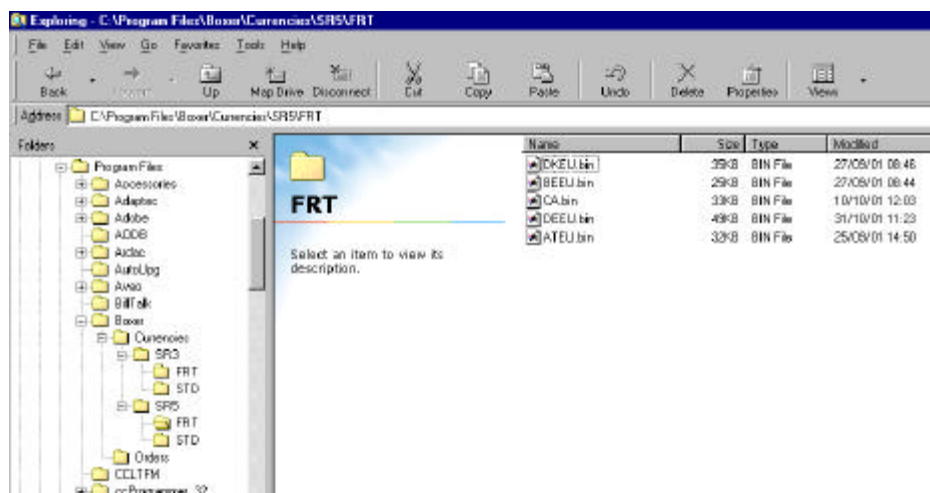 Exploring - C:\Program Files\Boxer\Currencies\SR5\FRT
File Edit View Go Favorites Tools Help
Back Up Map Drive Disconnect Cut Copy Paste Undo Delete Properties Views
Address C:\Program Files\Boxer\Currencies\SR5\FRT
Folders ×
Program Files
Accessories
Adaptec
Adobe
AutoUpg
BillTalk
Boxer
Currencies
SR3
FRT
STD
SR5
FRT
STD
Orders
CCLTFM
ccProgrammer_32
FRT
Select an item to view its
description.
Name Size Type Modified
DKEU.bin 35KB BIN File 27/09/01 08:46
BEEU.bin 29KB BIN File 27/09/01 08:44
CA.bin 33KB BIN File 10/10/01 12:03
DEEU.bin 49KB BIN File 31/10/01 11:23
ATEU.bin 32KB BIN File 25/09/01 14:50